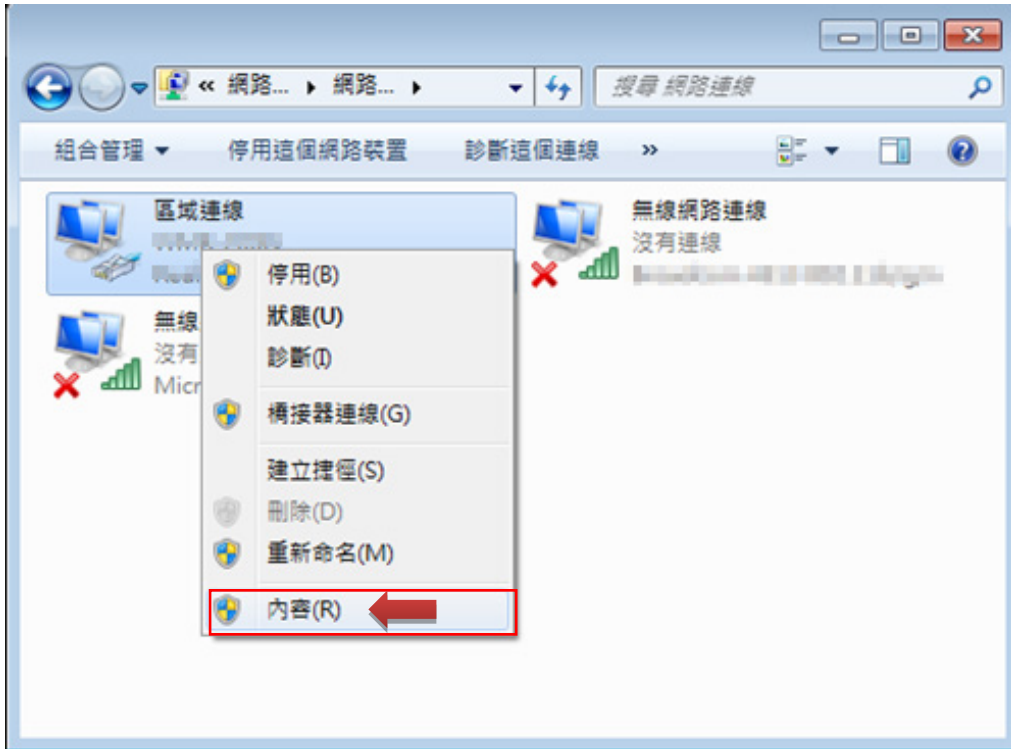 « 網路... ▸ 網路... ▸
搜尋 網路連線
組合管理 停用這個網路裝置 診斷這個連線 »
區域連線
無線網路連線
沒有連線
無線
沒有
Micr
停用(B)
狀態(U)
診斷(I)
橋接器連線(G)
建立捷徑(S)
刪除(D)
重新命名(M)
內容(R)